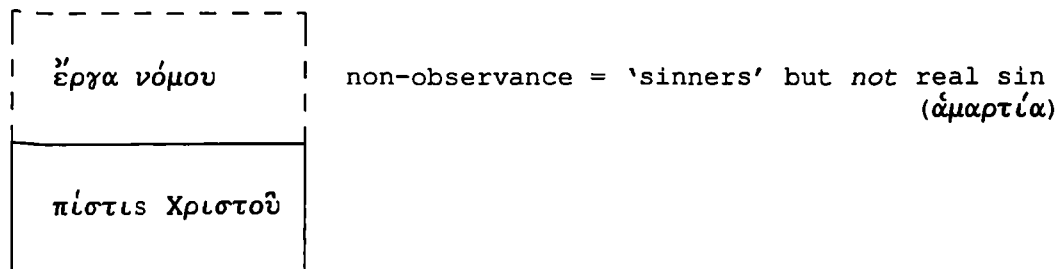 ἔργα νόμου non-observance = 'sinners' but not real sin
(ἁμαρτία)
πίστις Χριστοῦ